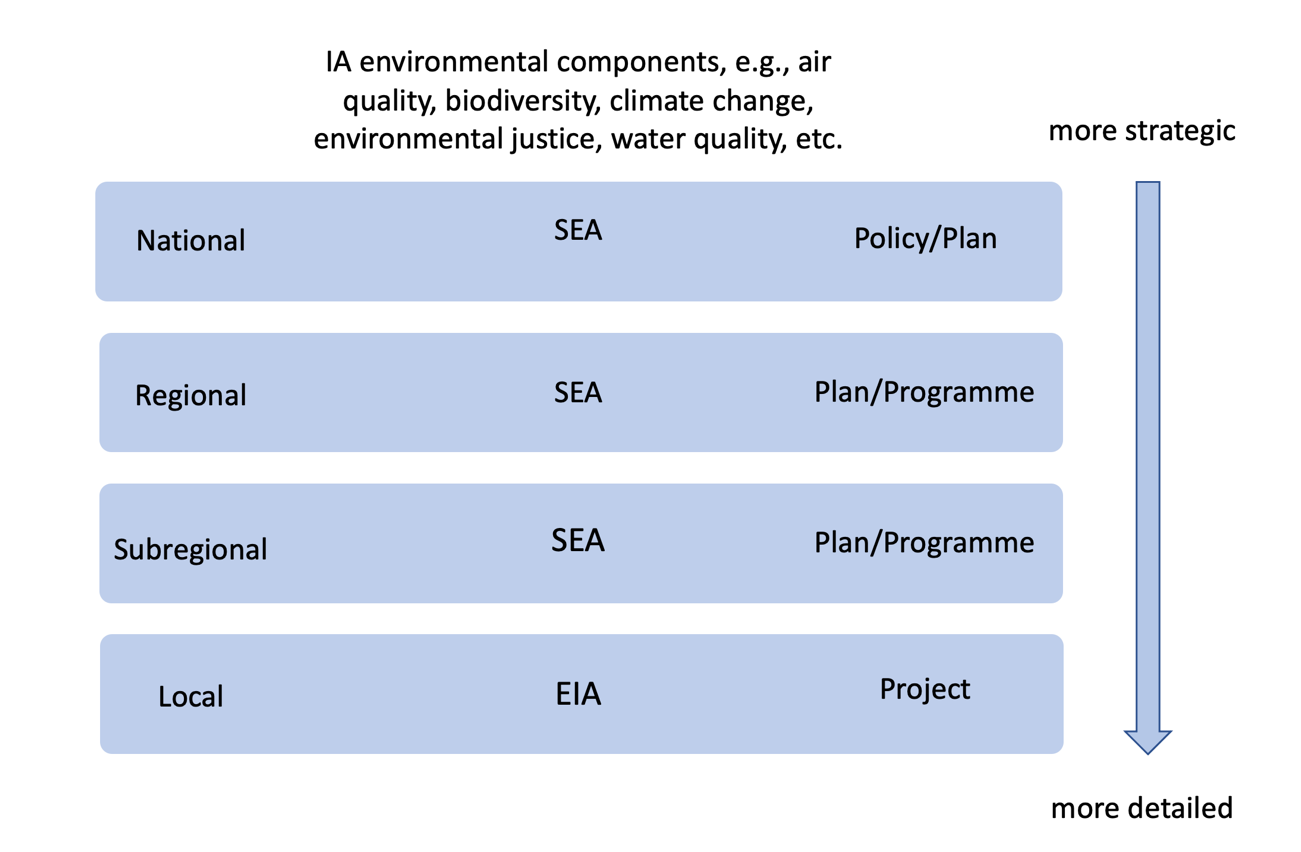 IA environmental components, e.g., air
quality, biodiversity, climate change,
environmental justice, water quality, etc.
more strategic
National SEA Policy/Plan
Regional SEA Plan/Programme
Subregional SEA Plan/Programme
Local EIA Project
more detailed